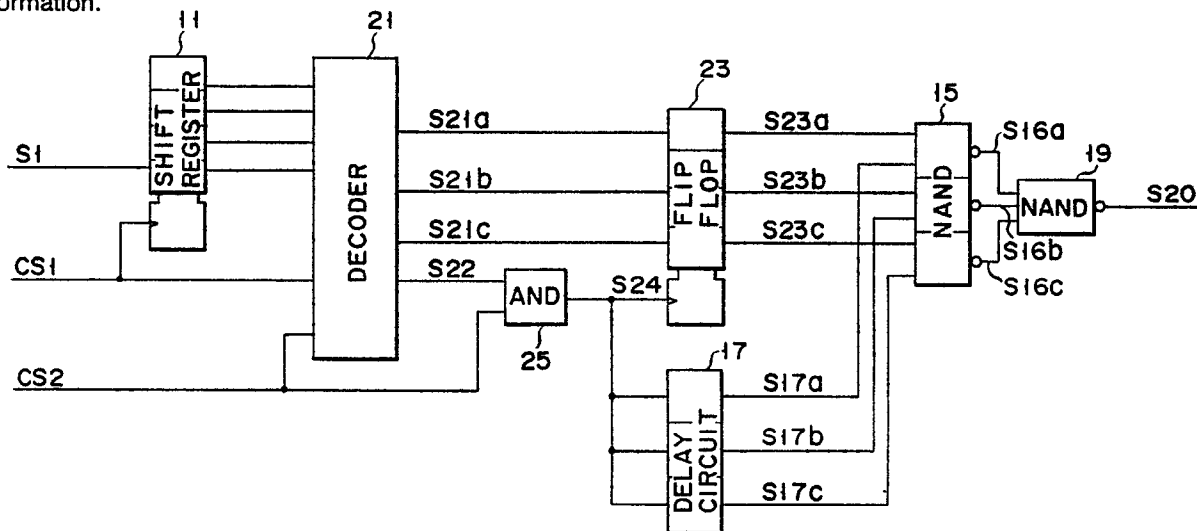 ormation.
11
21
23
15
19
17
25
S1
CS1
CS2
SHIFT
REGISTER
DECODER
S21a
S21b
S21c
S22
AND
S24
FLIP
FLOP
S23a
S23b
S23c
NAND
S16a
S16b
S16c
NAND
S20
DELAY
CIRCUIT
S17a
S17b
S17c